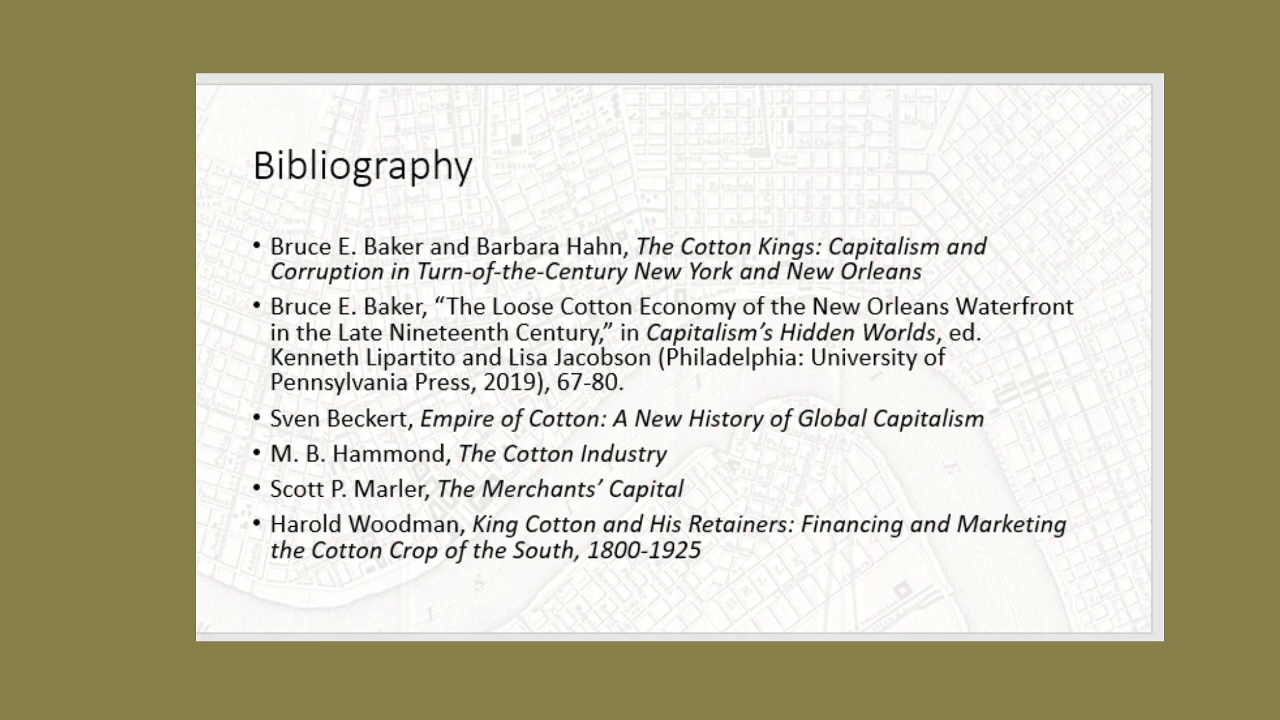 Bibliography
• Bruce E. Baker and Barbara Hahn, The Cotton Kings: Capitalism and
Corruption in Turn-of-the-Century New York and New Orleans
• Bruce E. Baker, “The Loose Cotton Economy of the New Orleans Waterfront
in the Late Nineteenth Century,” in Capitalism’s Hidden Worlds, ed.
Kenneth Lipartito and Lisa Jacobson (Philadelphia: University of
Pennsylvania Press, 2019), 67-80.
• Sven Beckert, Empire of Cotton: A New History of Global Capitalism
• M. B. Hammond, The Cotton Industry
• Scott P. Marler, The Merchants’ Capital
• Harold Woodman, King Cotton and His Retainers: Financing and Marketing
the Cotton Crop of the South, 1800-1925